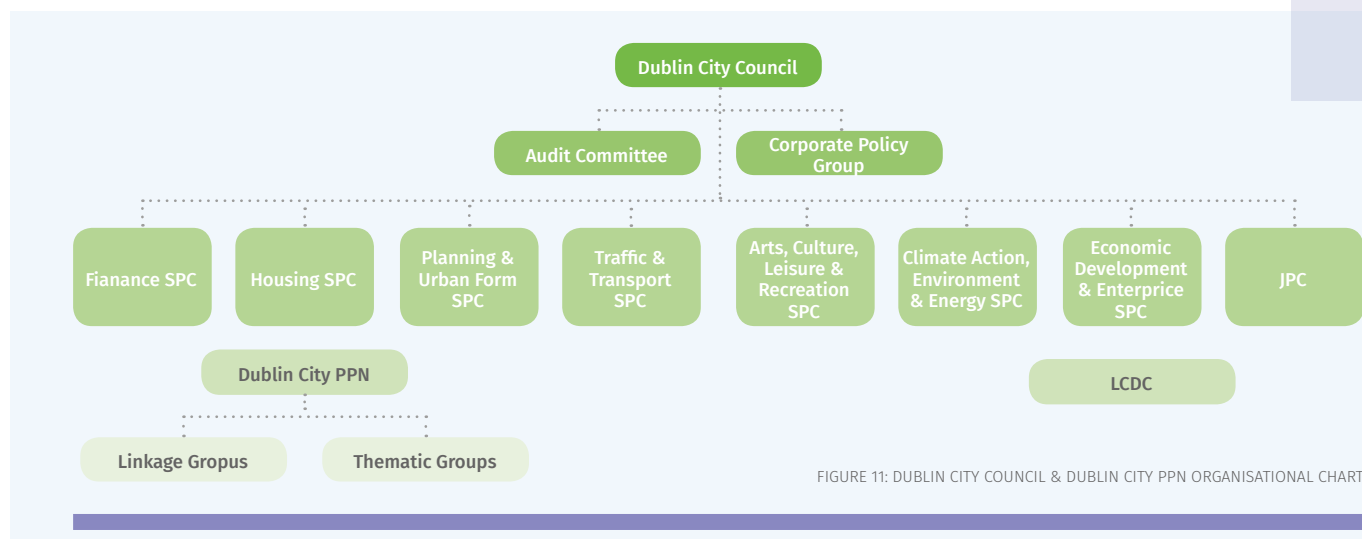 Dublin City Council
Audit Committee
Corporate Policy
Group
Fianance SPC
Housing SPC
Planning &
Urban Form
SPC
Traffic &
Transport
SPC
Arts, Culture,
Leisure &
Recreation
SPC
Climate Action,
Environment
& Energy SPC
Economic
Development
& Enterprice
SPC
JPC
Dublin City PPN
LCDC
Linkage Gropus
Thematic Groups
FIGURE 11: DUBLIN CITY COUNCIL & DUBLIN CITY PPN ORGANISATIONAL CHART